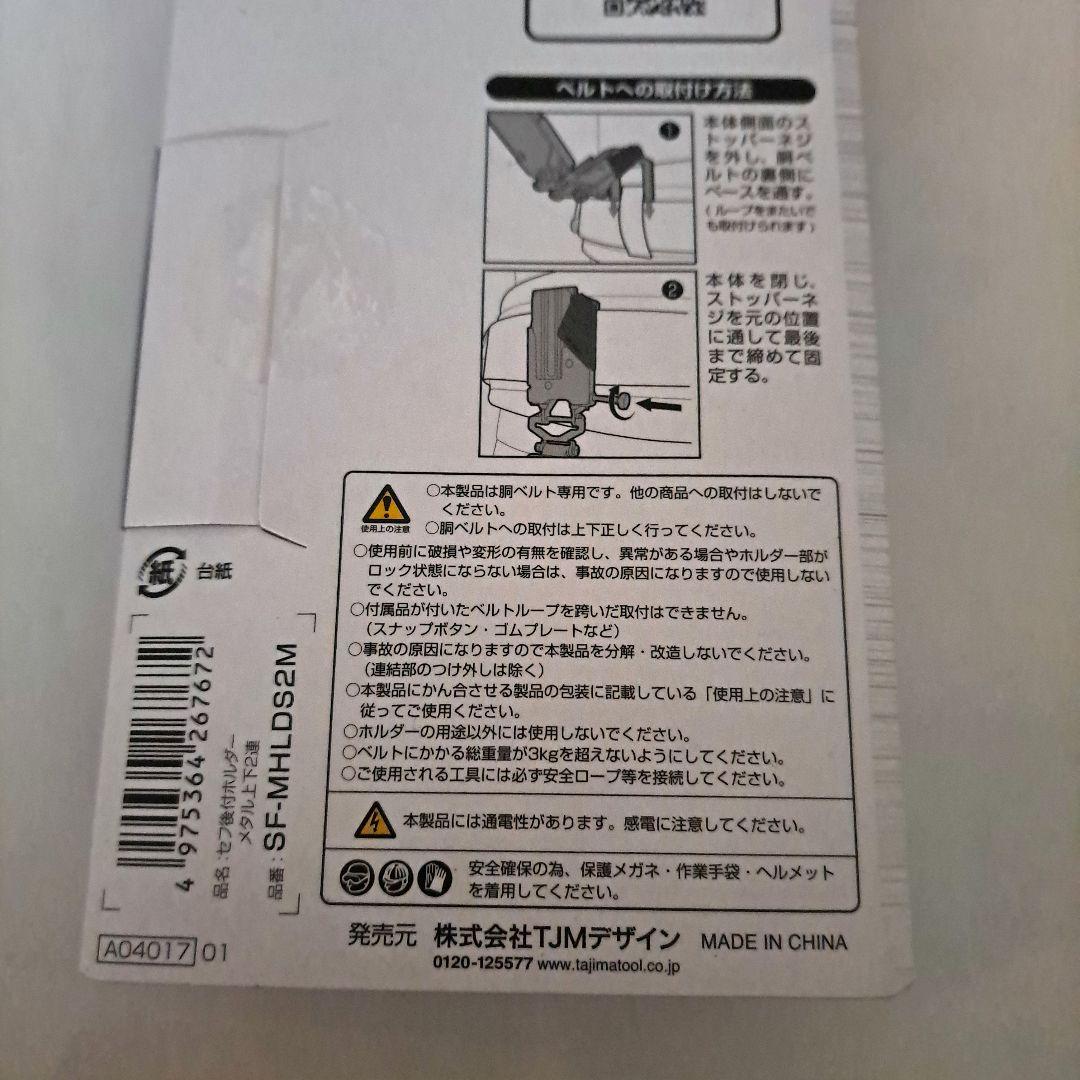 ベルトへの取付け方法
1
本体側面のス
トッパーネジ
を外し、胴ベ
ルトの裏側に
ベースを通す。
(ループをまたいで
も取付けられます)
2
本体を閉じ、
ストッパーネ
ジを元の位置
に通して最後
まで締めて固
定する。
使用上の注意
○本製品は胴ベルト専用です。他の商品への取付はしないで
ください。
○胴ベルトへの取付は上下正しく行ってください。
○使用前に破損や変形の有無を確認し、異常がある場合やホルダー部が
ロック状態にならない場合は、事故の原因になりますので使用しない
でください。
○付属品が付いたベルトループを跨いだ取付はできません。
(スナップボタン・ゴムプレートなど)
○事故の原因になりますので本製品を分解・改造しないでください。
(連結部のつけ外しは除く)
○本製品にかん合させる製品の包装に記載している「使用上の注意」に
従ってご使用ください。
○ホルダーの用途以外には使用しないでください。
○ベルトにかかる総重量が3kgを超えないようにしてください。
○ご使用される工具には必ず安全ロープ等を接続してください。
本製品には通電性があります。感電に注意してください。
安全確保の為、保護メガネ・作業手袋・ヘルメット
を着用してください。
発売元 株式会社TJMデザイン MADE IN CHINA
0120-125577 www.tajimatool.co.jp
紙
台紙
4 975364 267672
品名:セフ後付ホルダー
メタル上下2連
品番:SF-MHLDS2M
A04017 01